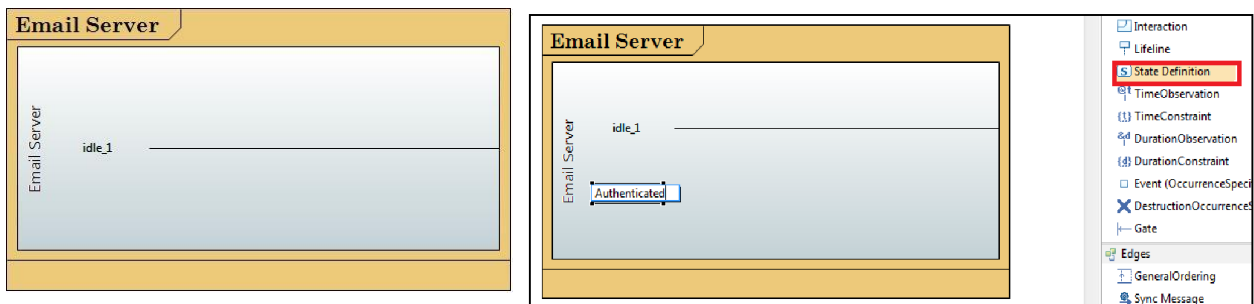 Email Server
Email Server
idle_1
Email Server
Email Server
idle_1
Authenticated
Interaction
Lifeline
S State Definition
@t TimeObservation
{t} TimeConstraint
&d DurationObservation
{d} DurationConstraint
Event (OccurrenceSpeci
DestructionOccurrenceS
Gate
Edges
GeneralOrdering
Sync Message